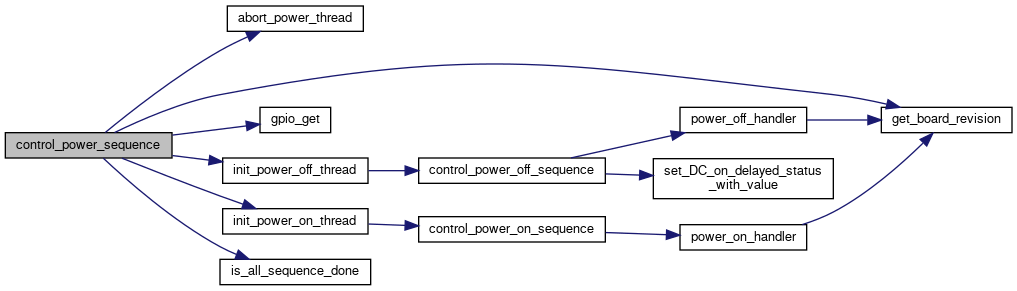 abort_power_thread
gpio_get
power_off_handler
get_board_revision
control_power_sequence
init_power_off_thread
control_power_off_sequence
set_DC_on_delayed_status
_with_value
init_power_on_thread
control_power_on_sequence
power_on_handler
is_all_sequence_done